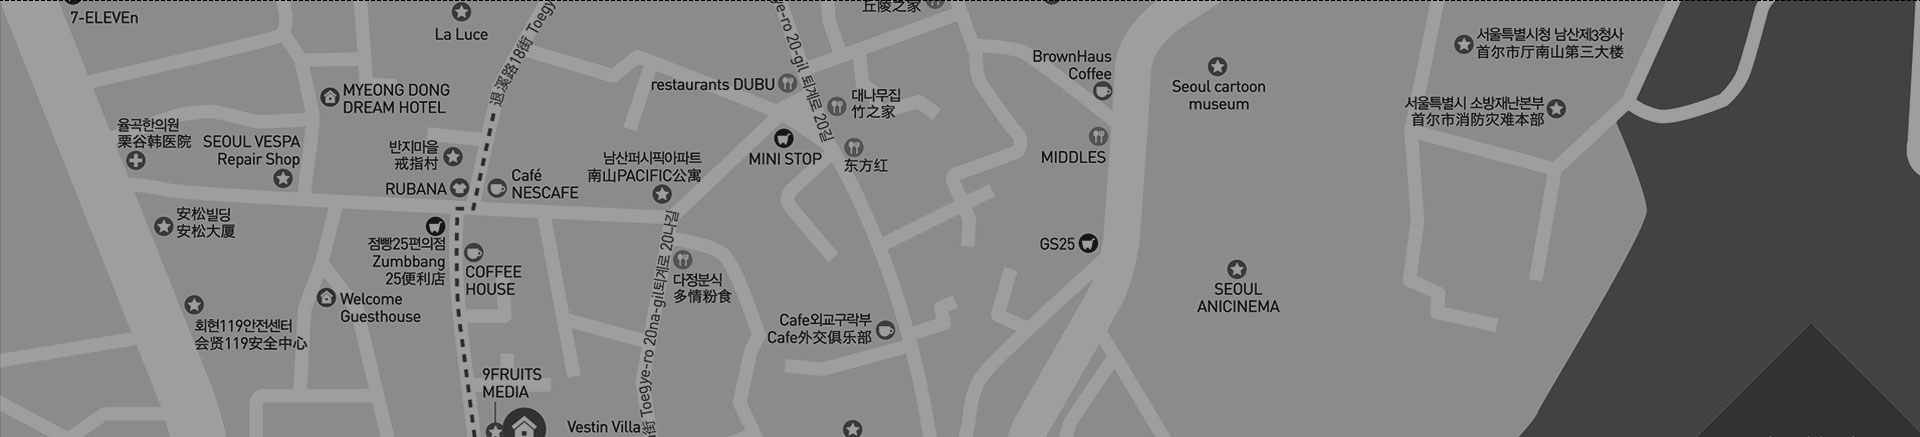 7-ELEVEn
La Luce
退溪路18街 Toegy
ye-ro 20-gil 퇴계로 20길
丘陵之家
BrownHaus
Coffee
Seoul cartoon
museum
서울특별시청 남산제3청사
首尔市厅南山第三大楼
MYEONG DONG
DREAM HOTEL
restaurants DUBU
대나무집
竹之家
서울특별시 소방재난본부
首尔市消防灾难本部
율곡한의원
栗谷韩医院
SEOUL VESPA
Repair Shop
반지마을
戒指村
RUBANA
Café
NESCAFE
남산퍼시픽아파트
南山PACIFIC公寓
MINI STOP
东方红
MIDDLES
安松빌딩
安松大厦
점빵25편의점
Zumbbang
25便利店
COFFEE
HOUSE
다정분식
多情粉食
GS25
SEOUL
ANICINEMA
Welcome
Guesthouse
회현119안전센터
会贤119安全中心
Cafe외교구락부
Cafe外交俱乐部
街 Toegye-ro 20na-gil퇴계로 20나길
9FRUITS
MEDIA
Vestin Villa